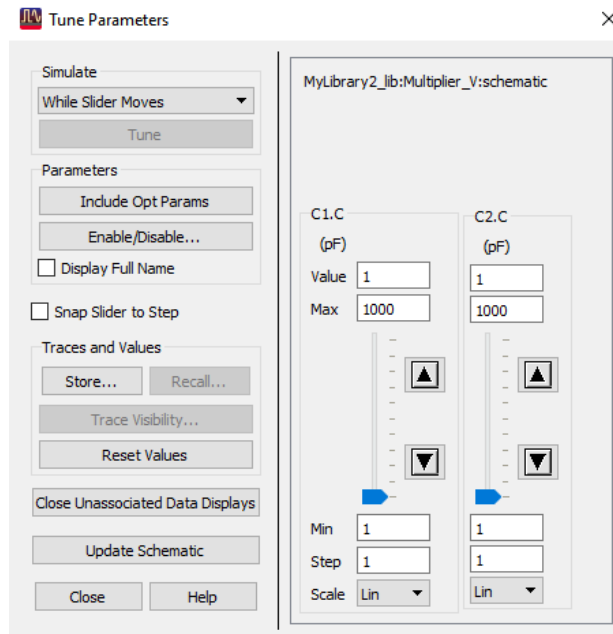 Tune Parameters
Simulate
While Slider Moves
Tune
Parameters
Include Opt Params
Enable/Disable...
Display Full Name
Snap Slider to Step
Traces and Values
Store... Recall...
Trace Visibility...
Reset Values
Close Unassociated Data Displays
Update Schematic
Close Help
MyLibrary2_lib:Multiplier_V:schematic
C1.C C2.C
(pF) (pF)
Value 1 1
Max 1000 1000
Min 1 1
Step 1 1
Scale Lin Lin